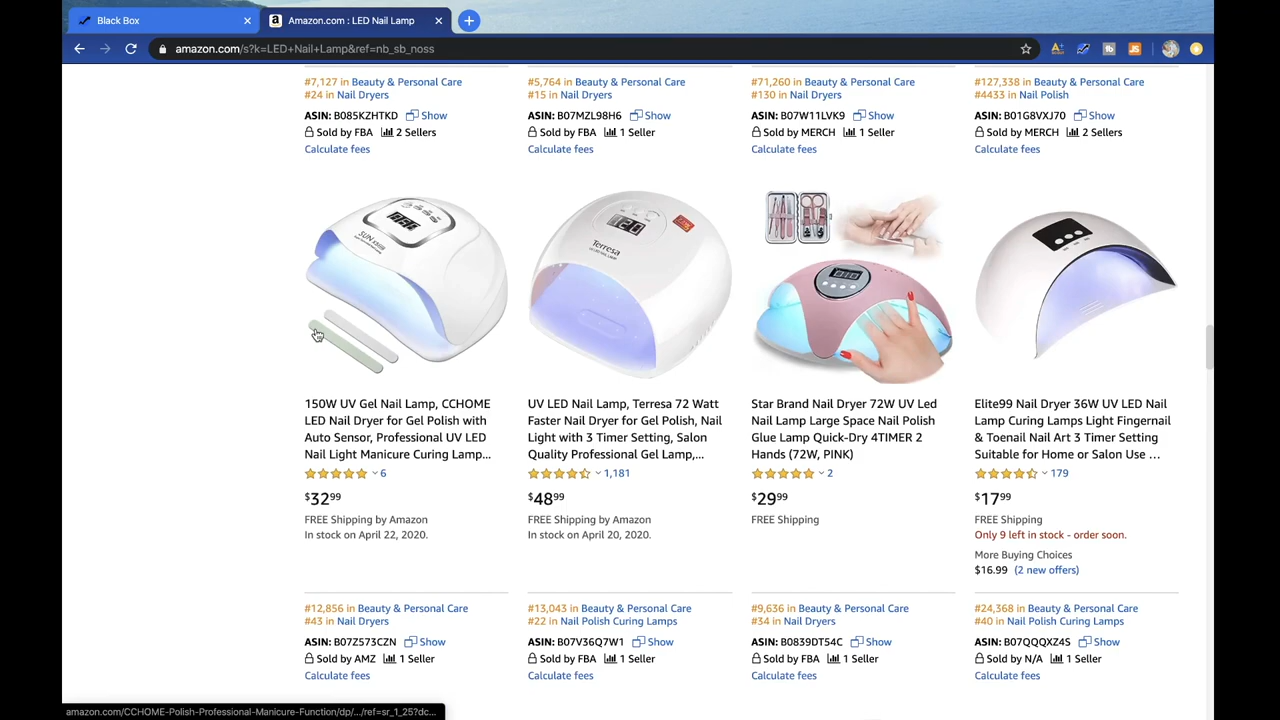 Black Box
Amazon.com : LED Nail Lamp
amazon.com/s?k=LED+Nail+Lamp&ref=nb_sb_noss
#7,127 in Beauty & Personal Care
#24 in Nail Dryers
ASIN: B085KZHTKD Show
Sold by FBA 2 Sellers
Calculate fees
#5,764 in Beauty & Personal Care
#15 in Nail Dryers
ASIN: B07MZL98H6 Show
Sold by FBA 1 Seller
Calculate fees
#71,260 in Beauty & Personal Care
#130 in Nail Dryers
ASIN: B07W11LVK9 Show
Sold by MERCH 1 Seller
Calculate fees
#127,338 in Beauty & Personal Care
#4433 in Nail Polish
ASIN: B01G8VXJ70 Show
Sold by MERCH 2 Sellers
Calculate fees
Terresa
150W UV Gel Nail Lamp, CCHOME
LED Nail Dryer for Gel Polish with
Auto Sensor, Professional UV LED
Nail Light Manicure Curing Lamp...
6
$32 99
FREE Shipping by Amazon
In stock on April 22, 2020.
UV LED Nail Lamp, Terresa 72 Watt
Faster Nail Dryer for Gel Polish, Nail
Light with 3 Timer Setting, Salon
Quality Professional Gel Lamp,...
1,181
$48 99
FREE Shipping by Amazon
In stock on April 20, 2020.
Star Brand Nail Dryer 72W UV Led
Nail Lamp Large Space Nail Polish
Glue Lamp Quick-Dry 4TIMER 2
Hands (72W, PINK)
2
$29 99
FREE Shipping
Elite99 Nail Dryer 36W UV LED Nail
Lamp Curing Lamps Light Fingernail
& Toenail Nail Art 3 Timer Setting
Suitable for Home or Salon Use ...
179
$17 99
FREE Shipping
Only 9 left in stock - order soon.
More Buying Choices
$16.99 (2 new offers)
#12,856 in Beauty & Personal Care
#43 in Nail Dryers
ASIN: B07Z573CZN Show
Sold by AMZ 1 Seller
Calculate fees
#13,043 in Beauty & Personal Care
#22 in Nail Polish Curing Lamps
ASIN: B07V36Q7W1 Show
Sold by FBA 1 Seller
Calculate fees
#9,636 in Beauty & Personal Care
#34 in Nail Dryers
ASIN: B0839DT54C Show
Sold by FBA 1 Seller
Calculate fees
#24,368 in Beauty & Personal Care
#40 in Nail Polish Curing Lamps
ASIN: B07QQQXZ4S Show
Sold by N/A 1 Seller
Calculate fees
amazon.com/CCHOME-Polish-Professional-Manicure-Function/dp/.../ref=sr_1_25?dc...